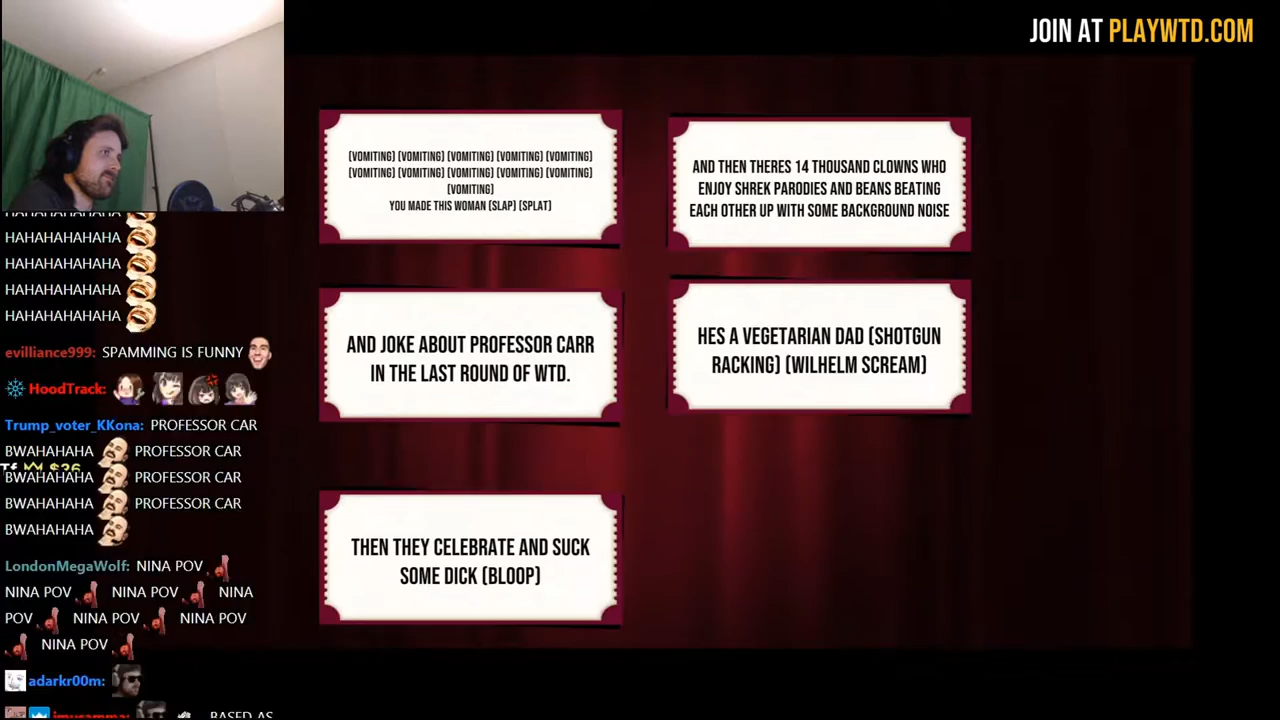 JOIN AT PLAYWTD.COM
(VOMITING) (VOMITING) (VOMITING) (VOMITING) (VOMITING)
(VOMITING) (VOMITING) (VOMITING) (VOMITING) (VOMITING)
(VOMITING)
YOU MADE THIS WOMAN (SLAP) (SPLAT)
AND THEN THERES 14 THOUSAND CLOWNS WHO
ENJOY SHREK PARODIES AND BEANS BEATING
EACH OTHER UP WITH SOME BACKGROUND NOISE
AND JOKE ABOUT PROFESSOR CARR
IN THE LAST ROUND OF WTD.
HES A VEGETARIAN DAD (SHOTGUN
RACKING) (WILHELM SCREAM)
THEN THEY CELEBRATE AND SUCK
SOME DICK (BLOOP)
HAHAHAHAHAHA
HAHAHAHAHAHA
HAHAHAHAHAHA
HAHAHAHAHAHA
HAHAHAHAHAHA
evilliance999: SPAMMING IS FUNNY
HoodTrack:
Trump_voter_KKona: PROFESSOR CAR
BWAHAHAHA PROFESSOR CAR
BWAHAHAHA PROFESSOR CAR
BWAHAHAHA PROFESSOR CAR
BWAHAHAHA
LondonMegaWolf: NINA POV
NINA POV NINA POV NINA
POV NINA POV NINA POV
NINA POV
adarkr00m:
BASED AS